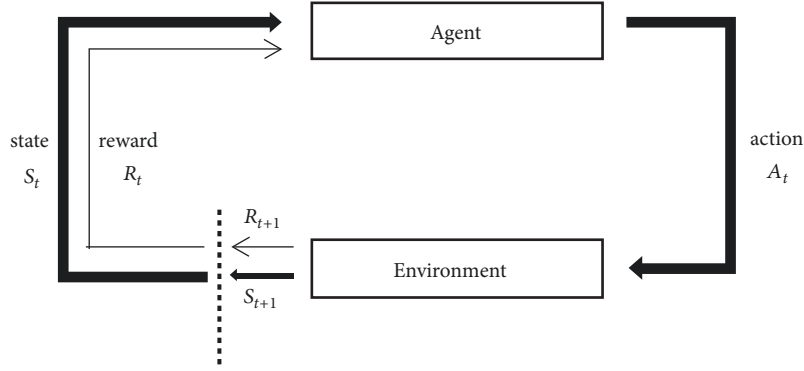 Agent
state
S_t
reward
R_t
action
A_t
R_{t+1}
Environment
S_{t+1}